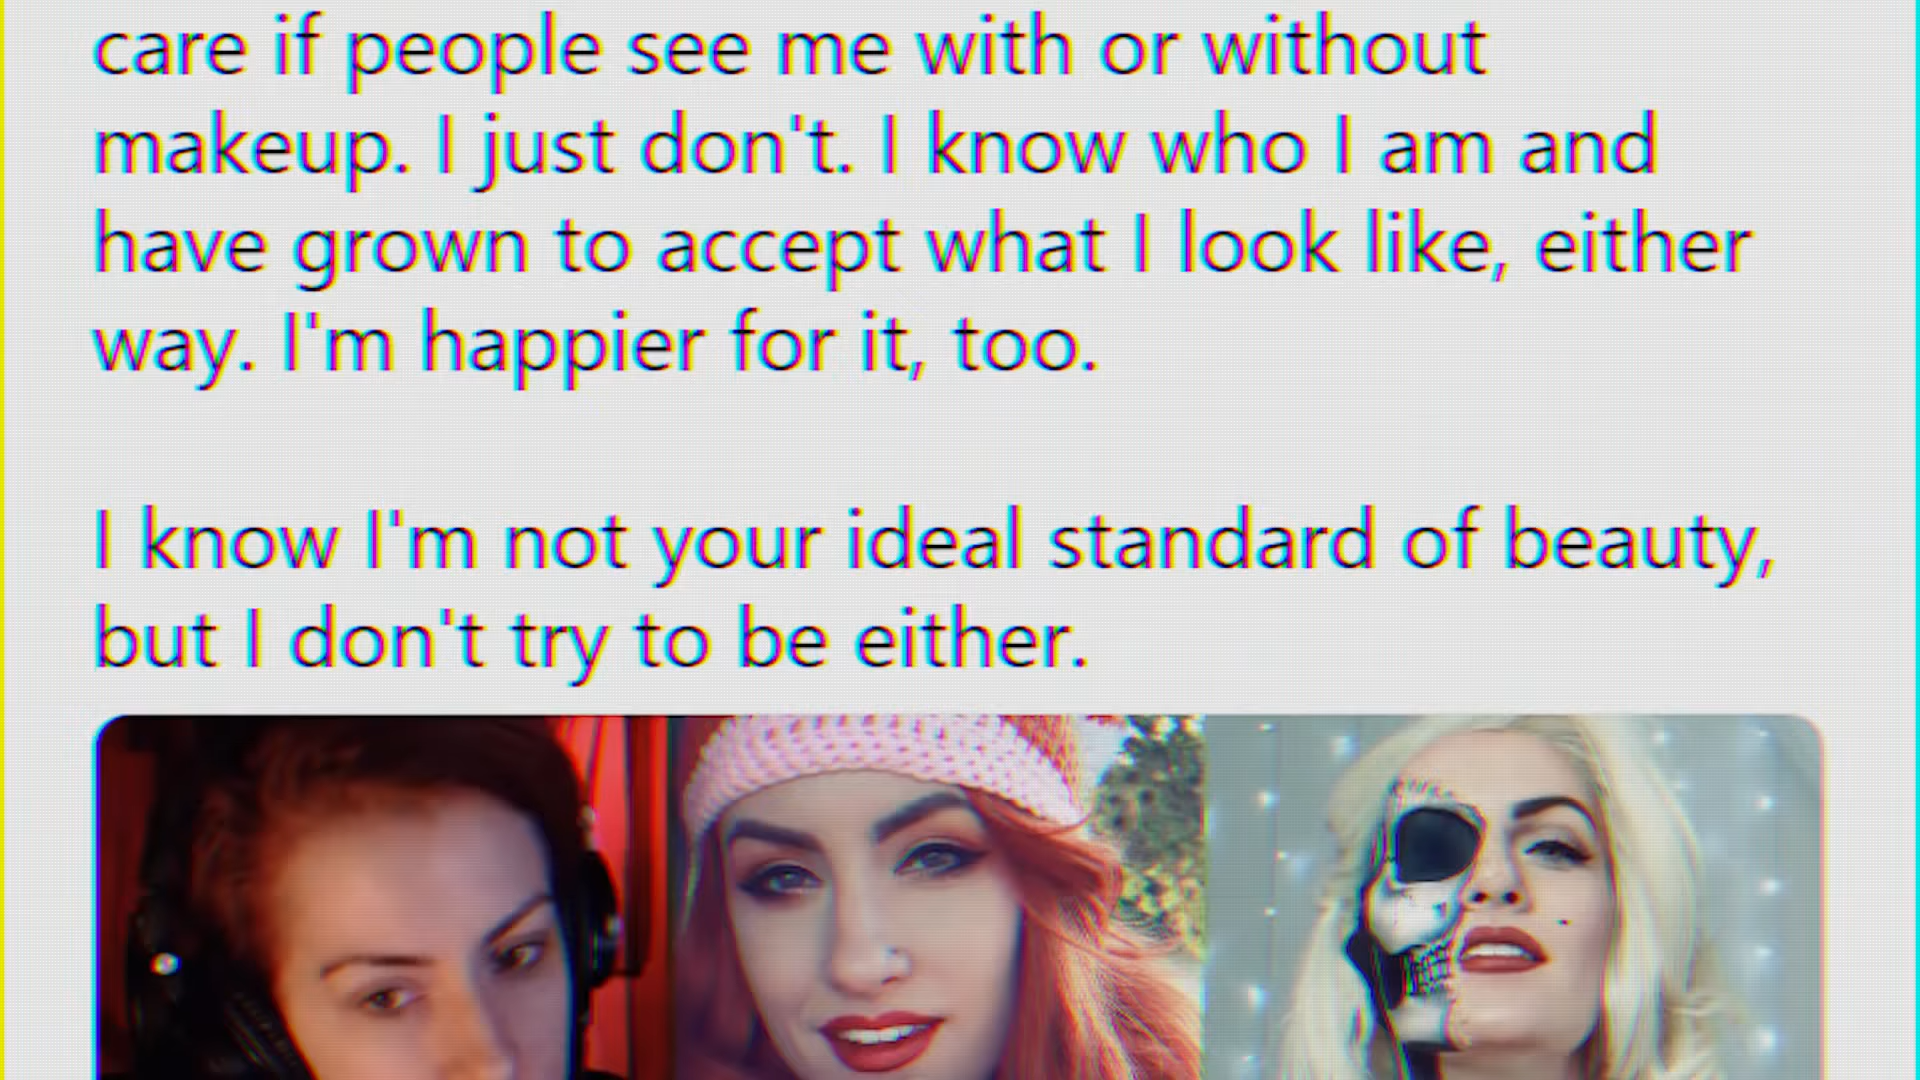 care if people see me with or without
makeup. I just don't. I know who I am and
have grown to accept what I look like, either
way. I'm happier for it, too.
I know I'm not your ideal standard of beauty,
but I don't try to be either.